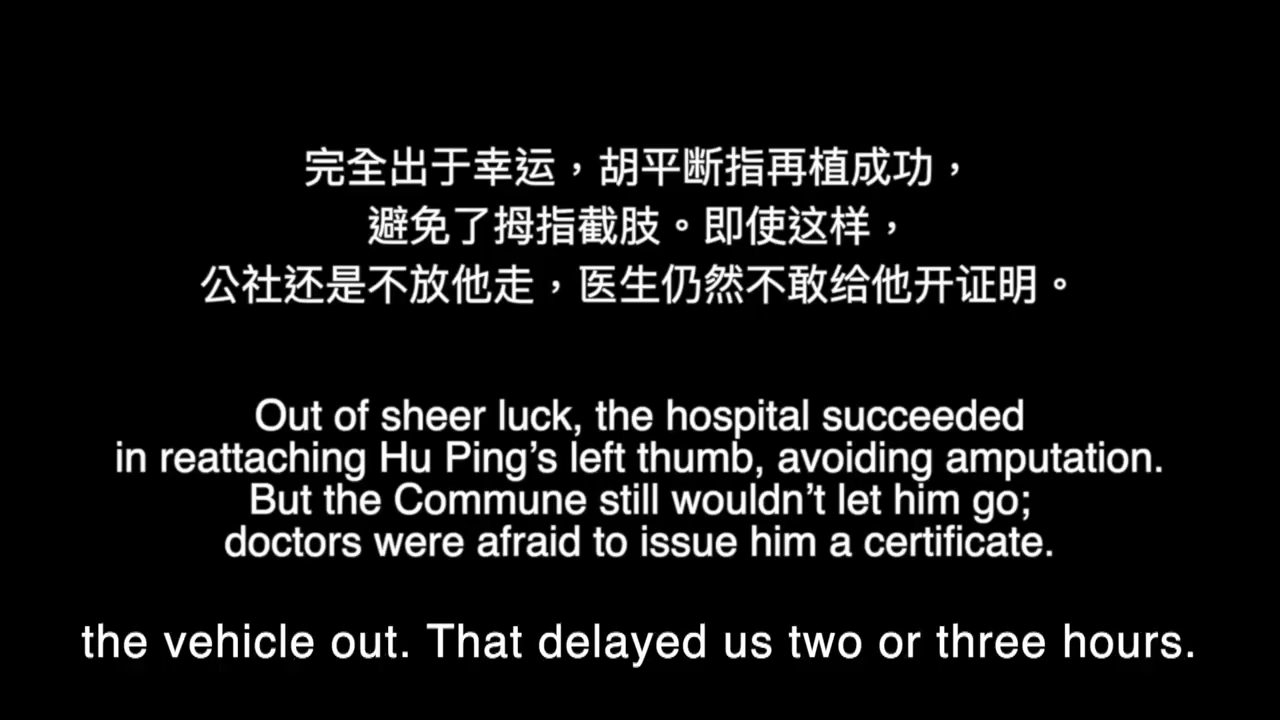 完全出于幸运，胡平断指再植成功，
避免了拇指截肢。即使这样，
公社还是不放他走，医生仍然不敢给他开证明。
Out of sheer luck, the hospital succeeded
in reattaching Hu Ping’s left thumb, avoiding amputation.
But the Commune still wouldn’t let him go;
doctors were afraid to issue him a certificate.
the vehicle out. That delayed us two or three hours.